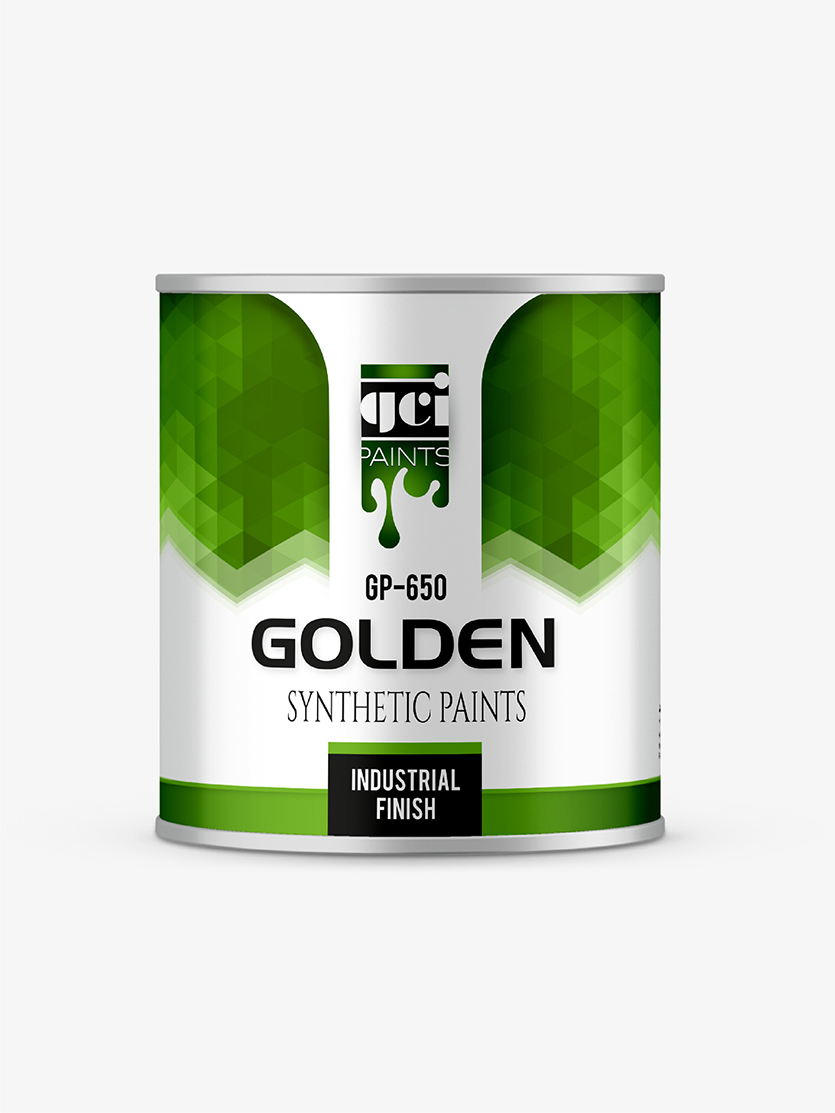 gci
PAINTS
GP-650
GOLDEN
SYNTHETIC PAINTS
INDUSTRIAL
FINISH